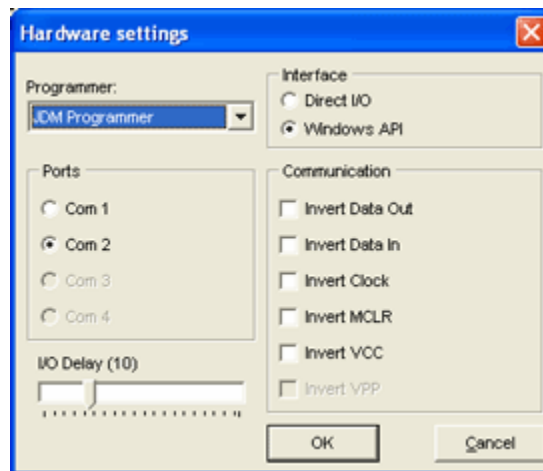 Hardware settings
Programmer:
JDM Programmer
Interface
Direct I/O
Windows API
Ports
Com 1
Com 2
Com 3
Com 4
Communication
Invert Data Out
Invert Data In
Invert Clock
Invert MCLR
Invert VCC
Invert VPP
I/O Delay (10)
OK
Cancel